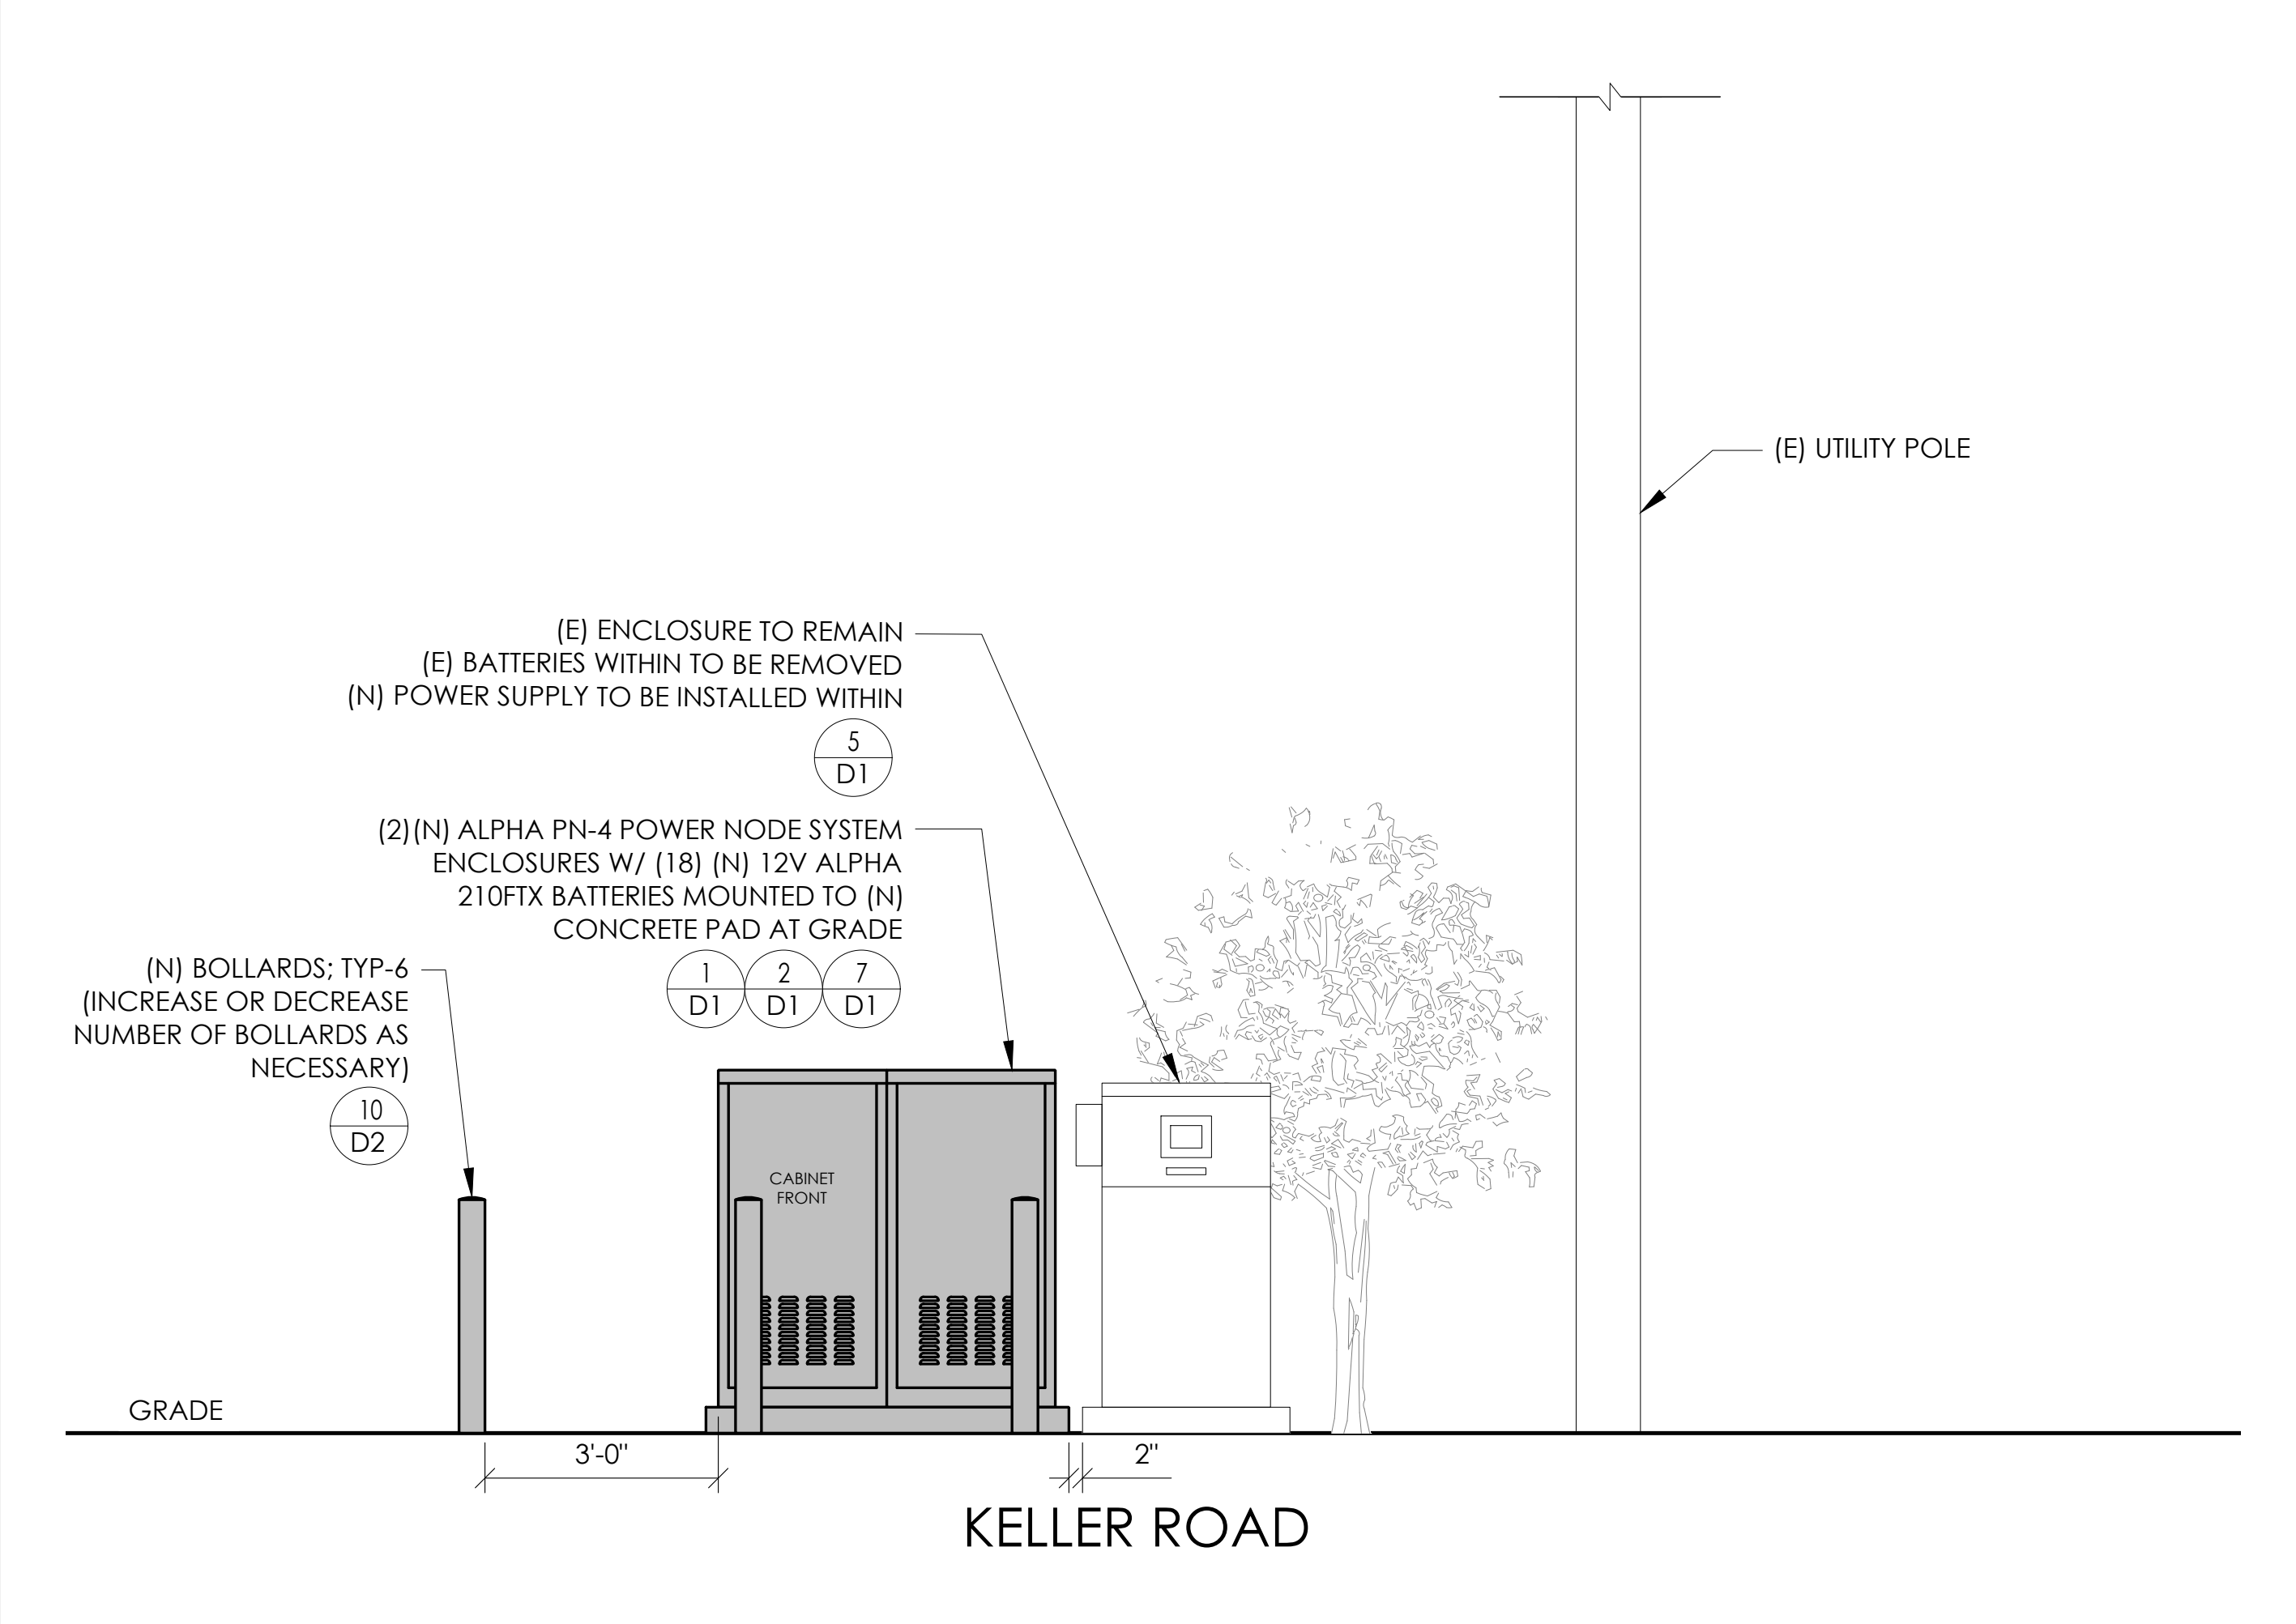 (E) UTILITY POLE
(E) ENCLOSURE TO REMAIN
(E) BATTERIES WITHIN TO BE REMOVED
(N) POWER SUPPLY TO BE INSTALLED WITHIN
5
D1
(2)(N) ALPHA PN-4 POWER NODE SYSTEM
ENCLOSURES W/ (18) (N) 12V ALPHA
210FTX BATTERIES MOUNTED TO (N)
CONCRETE PAD AT GRADE
1 2 7
D1 D1 D1
(N) BOLLARDS; TYP-6
(INCREASE OR DECREASE
NUMBER OF BOLLARDS AS
NECESSARY)
10
D2
CABINET
FRONT
GRADE
3'-0"
2"
KELLER ROAD